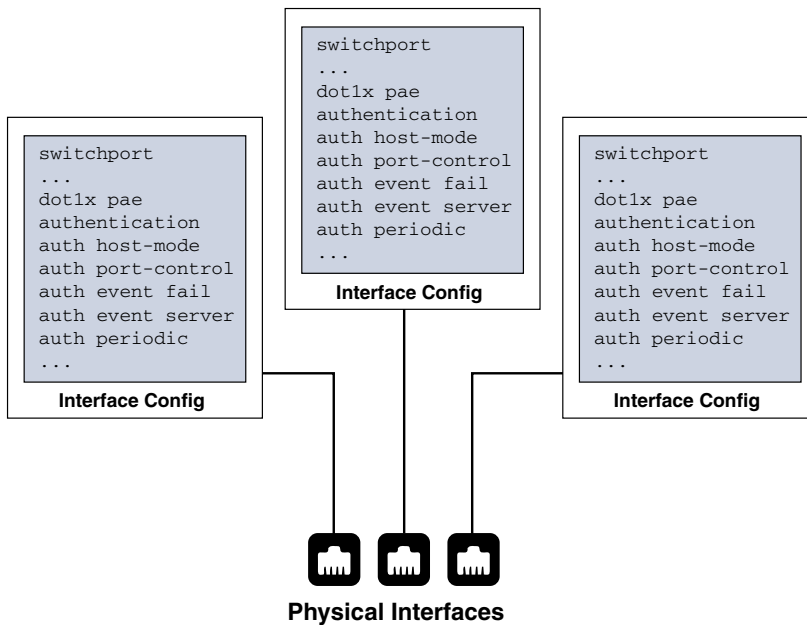 switchport
...
dot1x pae
authentication
auth host-mode
auth port-control
auth event fail
auth event server
auth periodic
...
Interface Config
switchport
...
dot1x pae
authentication
auth host-mode
auth port-control
auth event fail
auth event server
auth periodic
...
Interface Config
switchport
...
dot1x pae
authentication
auth host-mode
auth port-control
auth event fail
auth event server
auth periodic
...
Interface Config
Physical Interfaces